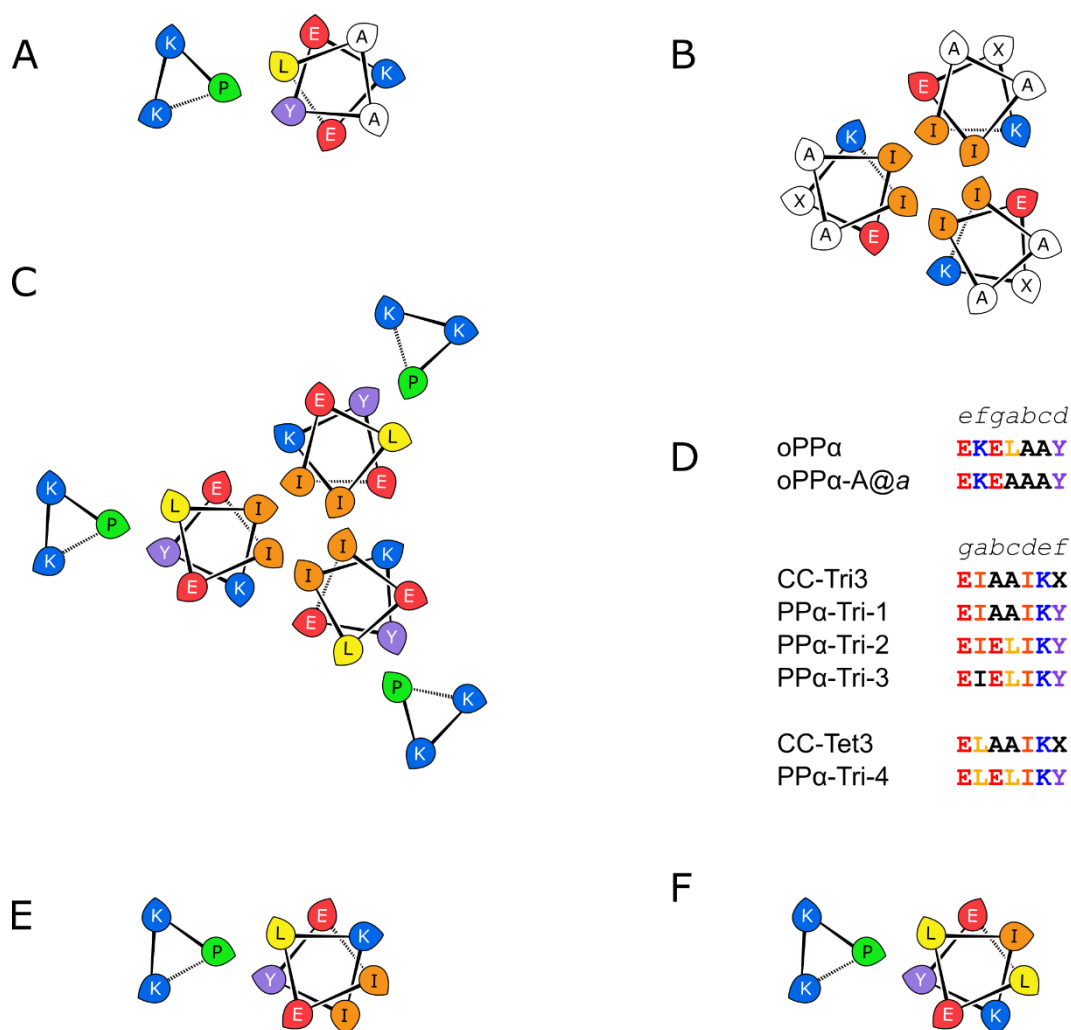 A
B
K
K
P
E
A
L
K
Y
A
E
A
X
E
A
I
K
I
K
A
I
X
I
A
E
I
E
I
K
A
A
X
C
K
K
P
E
Y
K
L
I
E
I
K
P
K
E
L
I
Y
I
E
K
I
K
I
E
E
Y
L
P
K
K
D
efgabcd
oPPα EKELAAY
oPPα-A@a EKEAAAY
gabcdef
CC-Tri3 EIAAIKX
PPα-Tri-1 EIAAIKY
PPα-Tri-2 EIELIKY
PPα-Tri-3 EIELIKY
CC-Tet3 ELAAIKX
PPα-Tri-4 ELELIKY
E
K
P
K
E
L
K
Y
I
E
I
F
K
P
K
E
L
I
Y
L
E
K